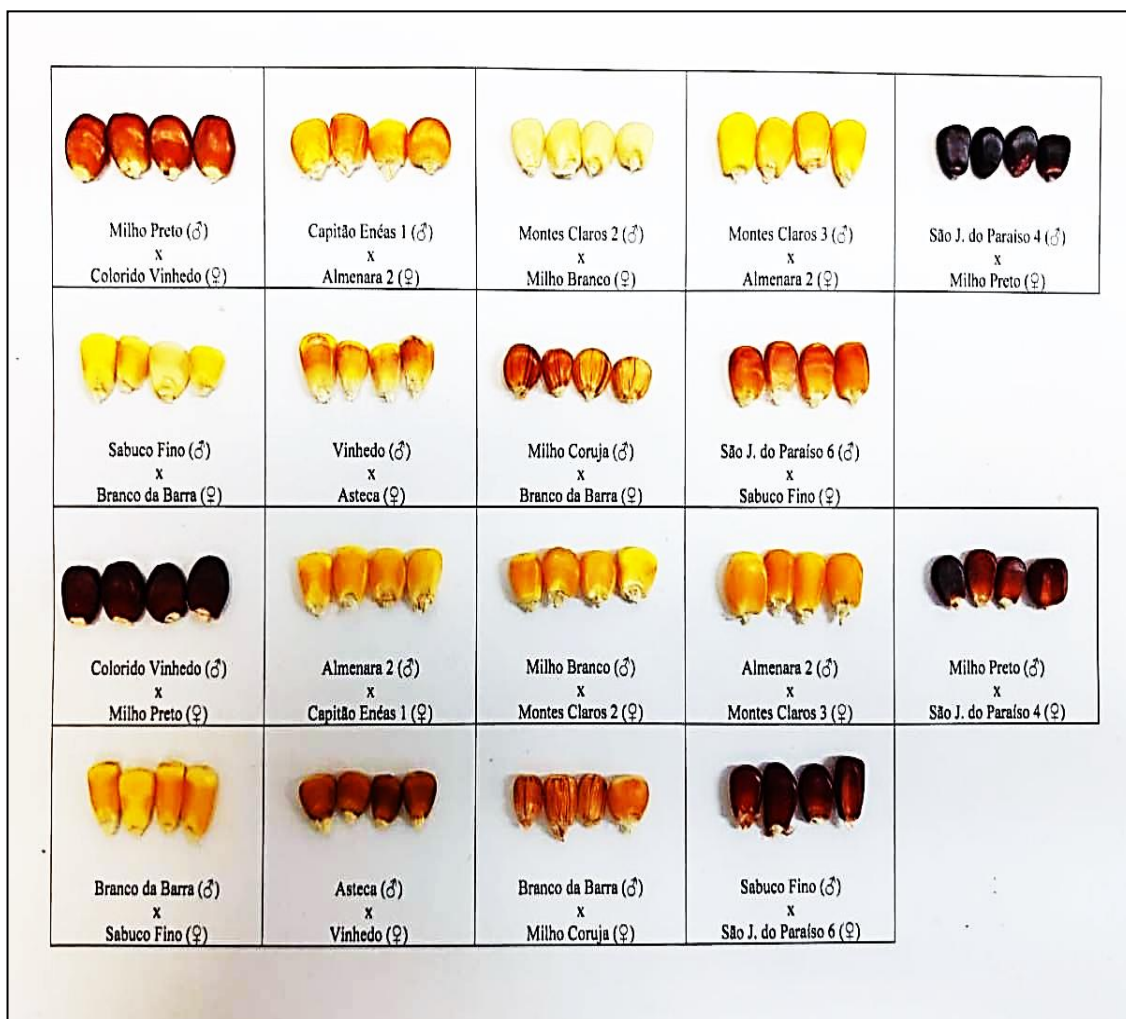 Milho Preto (♂)
x
Colorido Vinhedo (♀)
Capitão Enéas 1 (♂)
x
Almenara 2 (♀)
Montes Claros 2 (♂)
x
Milho Branco (♀)
Montes Claros 3 (♂)
x
Almenara 2 (♀)
São J. do Paraíso 4 (♂)
x
Milho Preto (♀)
Sabuco Fino (♂)
x
Branco da Barra (♀)
Vinhedo (♂)
x
Asteca (♀)
Milho Coruja (♂)
x
Branco da Barra (♀)
São J. do Paraíso 6 (♂)
x
Sabuco Fino (♀)
Colorido Vinhedo (♂)
x
Milho Preto (♀)
Almenara 2 (♂)
x
Capitão Enéas 1 (♀)
Milho Branco (♂)
x
Montes Claros 2 (♀)
Almenara 2 (♂)
x
Montes Claros 3 (♀)
Milho Preto (♂)
x
São J. do Paraíso 4 (♀)
Branco da Barra (♂)
x
Sabuco Fino (♀)
Asteca (♂)
x
Vinhedo (♀)
Branco da Barra (♂)
x
Milho Coruja (♀)
Sabuco Fino (♂)
x
São J. do Paraíso 6 (♀)